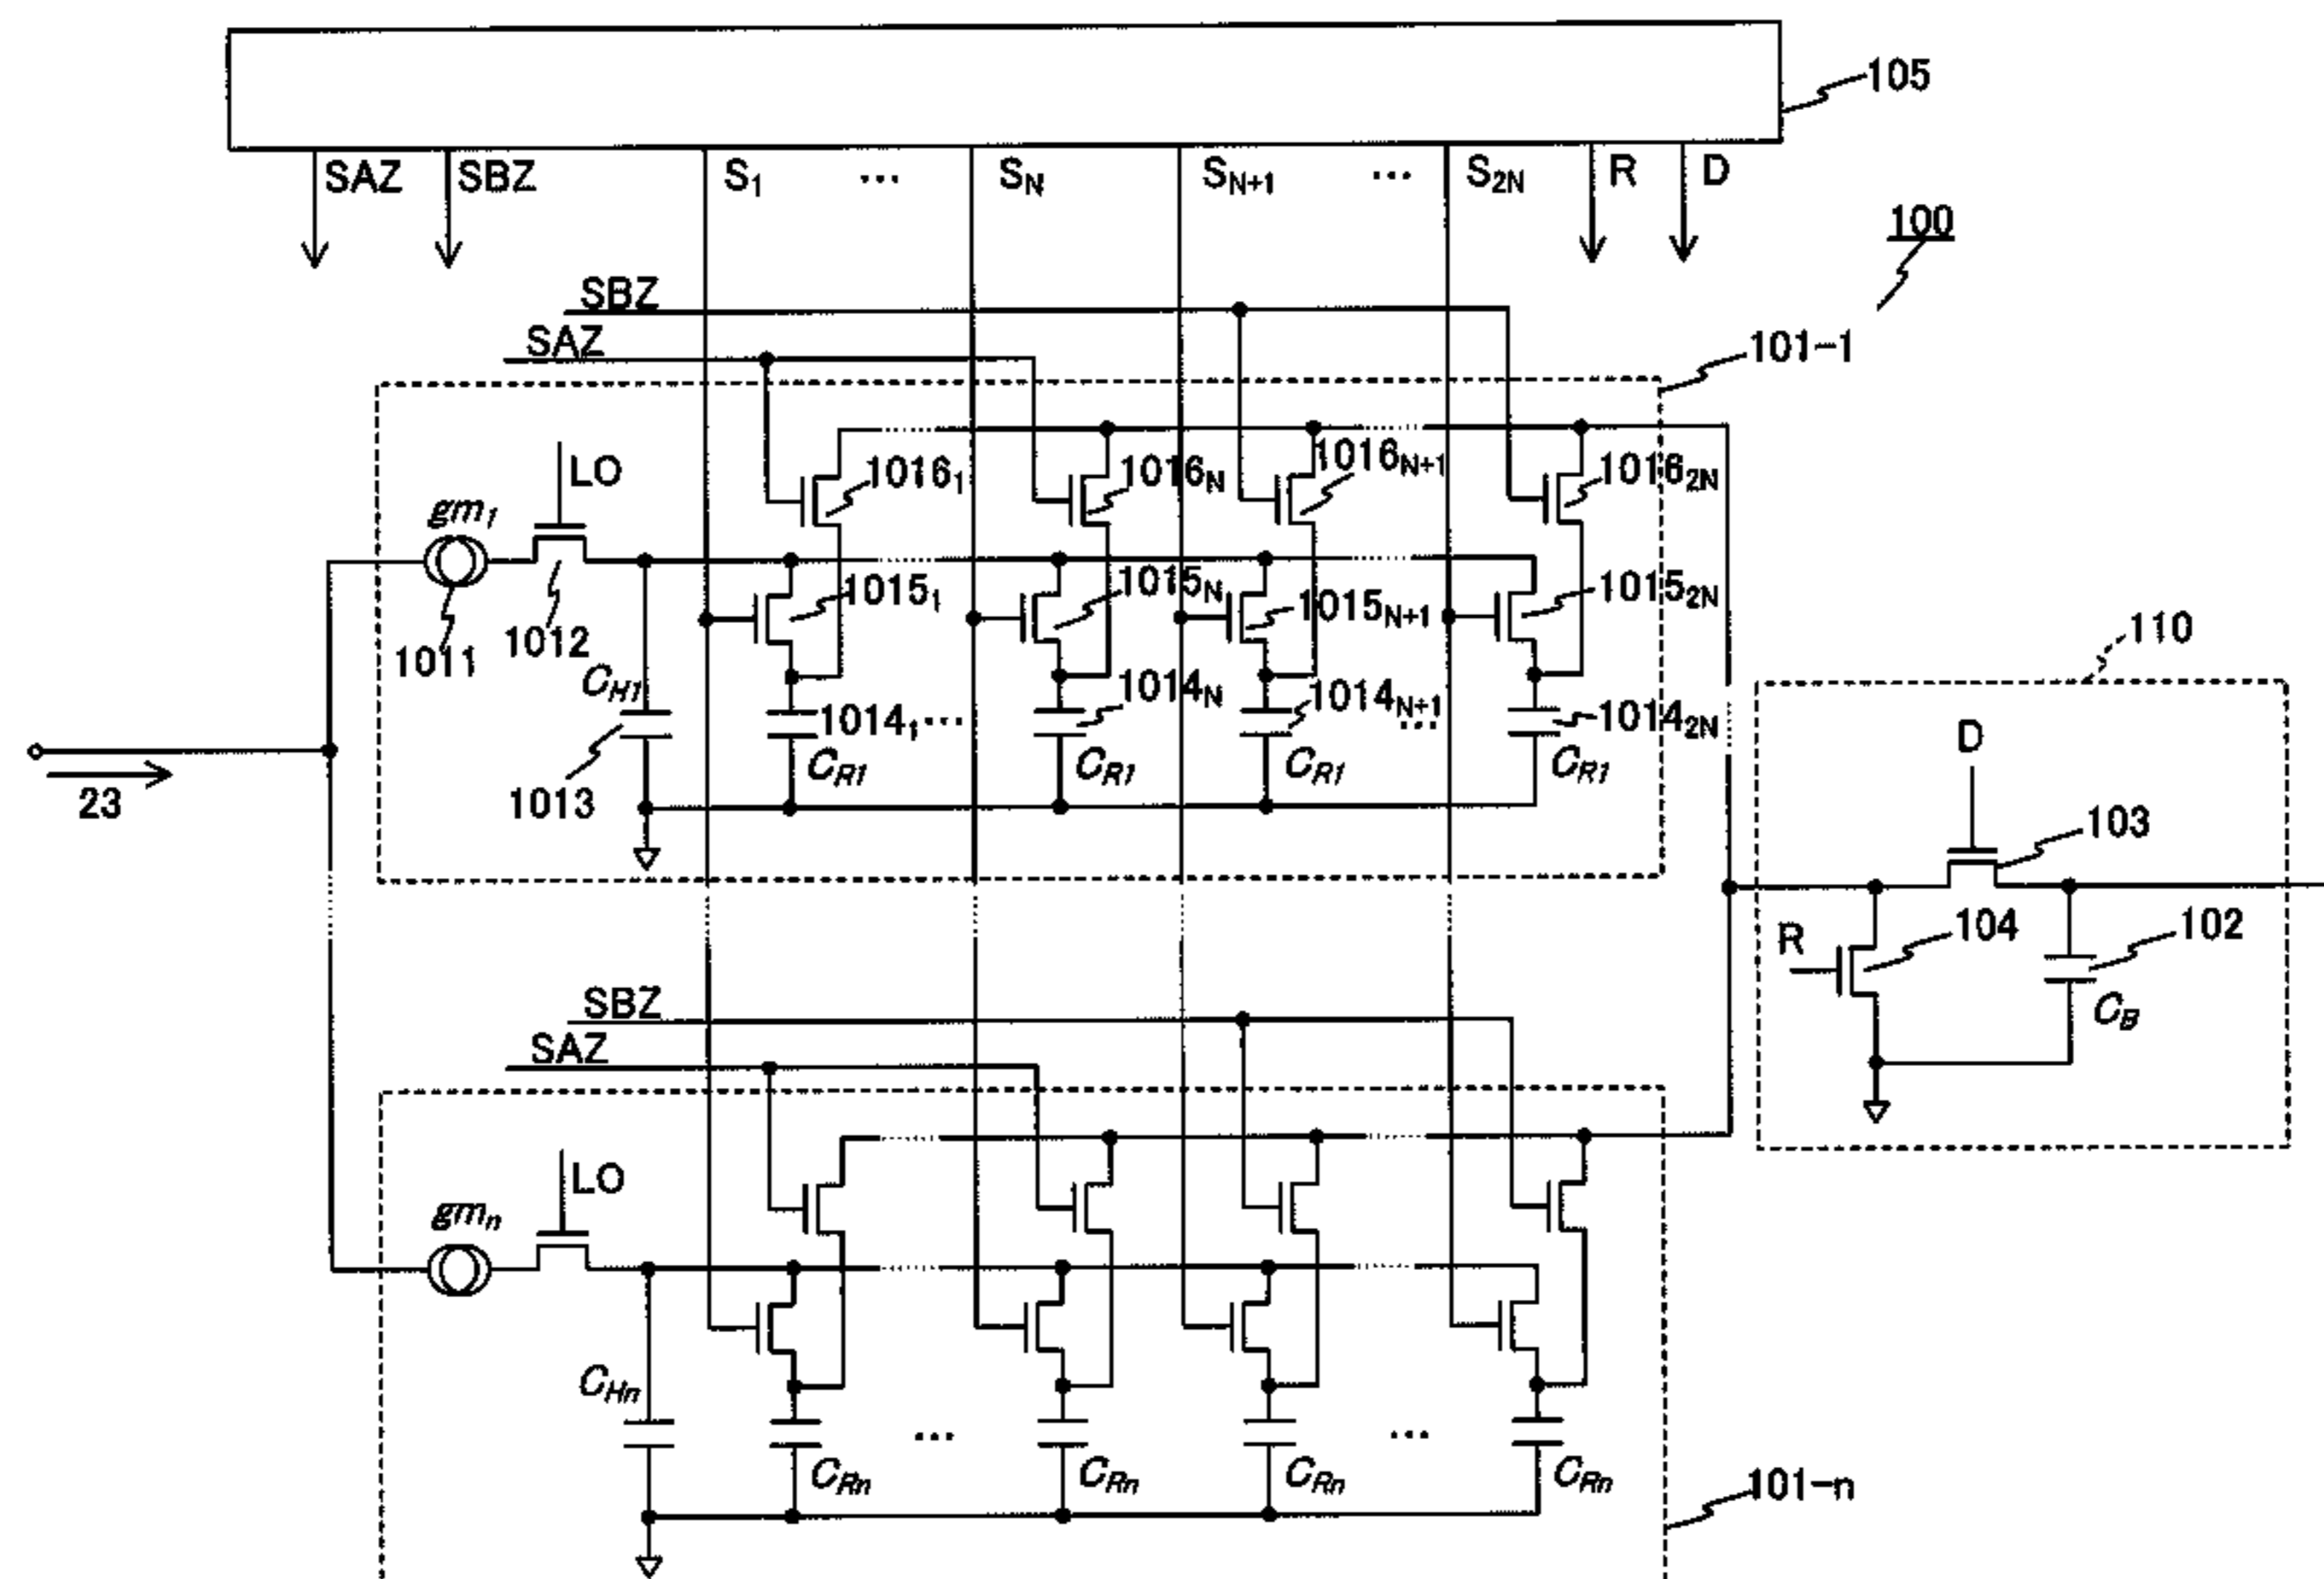 105
SAZ SBZ S1 ... SN SN+1 ... S2N R D
100
SBZ
SAZ
101-1
LO
10161 1016N 1016N+1 10162N
gm1
10151 1015N 1015N+1 10152N
1011 1012
110
CH1
10141 ... 1014N 1014N+1 ... 10142N
CR1 CR1 CR1 CR1
1013
23
D
103
R 104 102
CB
SBZ
SAZ
LO
gmn
CHn
... ...
CRn CRn CRn CRn
101-n